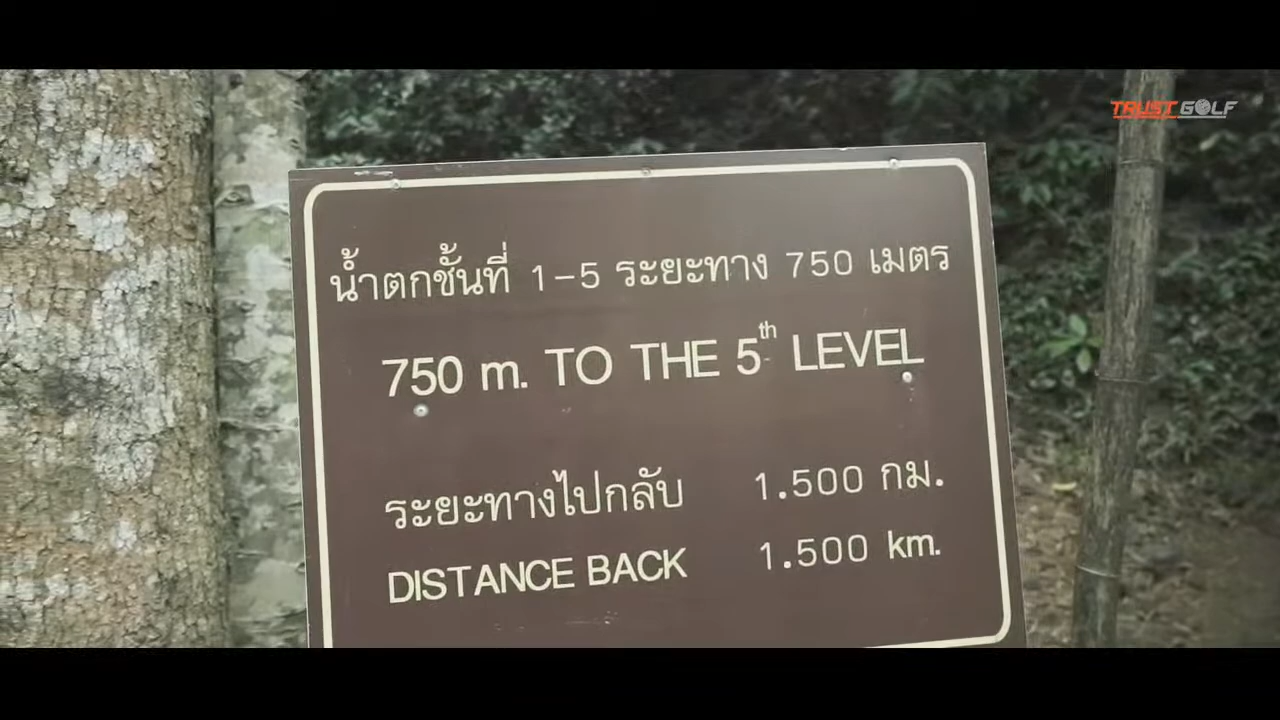 TRUST GOLF
น้ำตกชั้นที่ 1-5 ระยะทาง 750 เมตร
750 m. TO THE 5th LEVEL
ระยะทางไปกลับ 1.500 กม.
DISTANCE BACK 1.500 km.